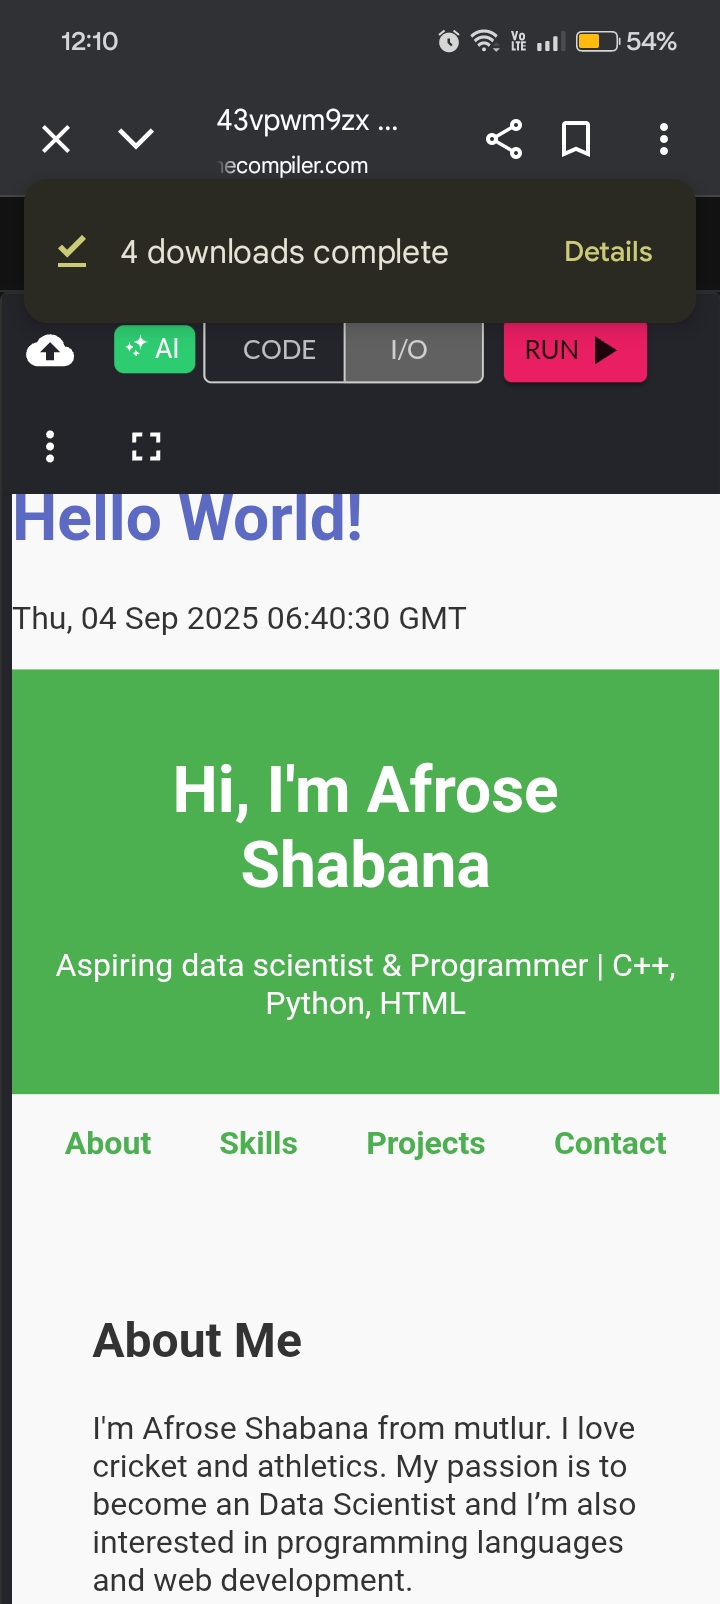 12:10
Vo
LTE
54%
43vpwm9zx ...
ecompiler.com
4 downloads complete
Details
AI
CODE
I/O
RUN
Hello World!
Thu, 04 Sep 2025 06:40:30 GMT
Hi, I'm Afrose
Shabana
Aspiring data scientist & Programmer | C++,
Python, HTML
About
Skills
Projects
Contact
About Me
I'm Afrose Shabana from mutlur. I love
cricket and athletics. My passion is to
become an Data Scientist and I’m also
interested in programming languages
and web development.